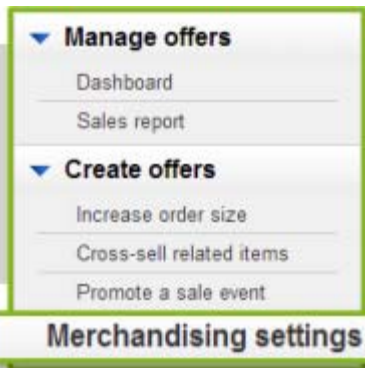 Manage offers
Dashboard
Sales report
Create offers
Increase order size
Cross-sell related items
Promote a sale event
Merchandising settings